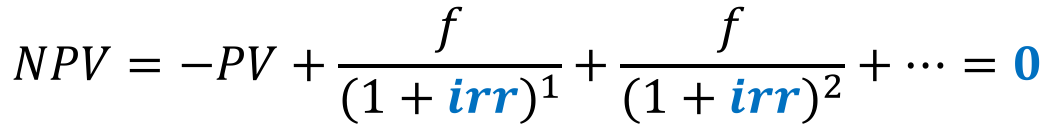 NPV = −PV + f/(1 + irr)¹ + f/(1 + irr)² + ⋯ = 0